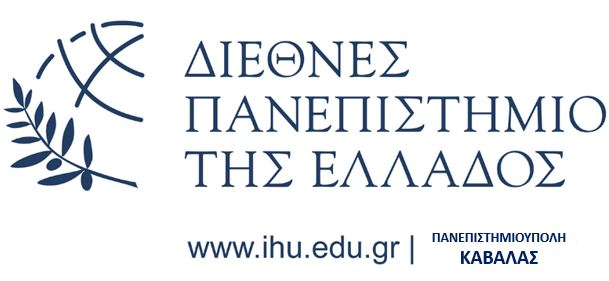 ΔΙΕΘΝΕΣ
ΠΑΝΕΠΙΣΤΗΜΙΟ
ΤΗΣ ΕΛΛΑΔΟΣ
www.ihu.edu.gr | ΠΑΝΕΠΙΣΤΗΜΙΟΥΠΟΛΗ
ΚΑΒΑΛΑΣ